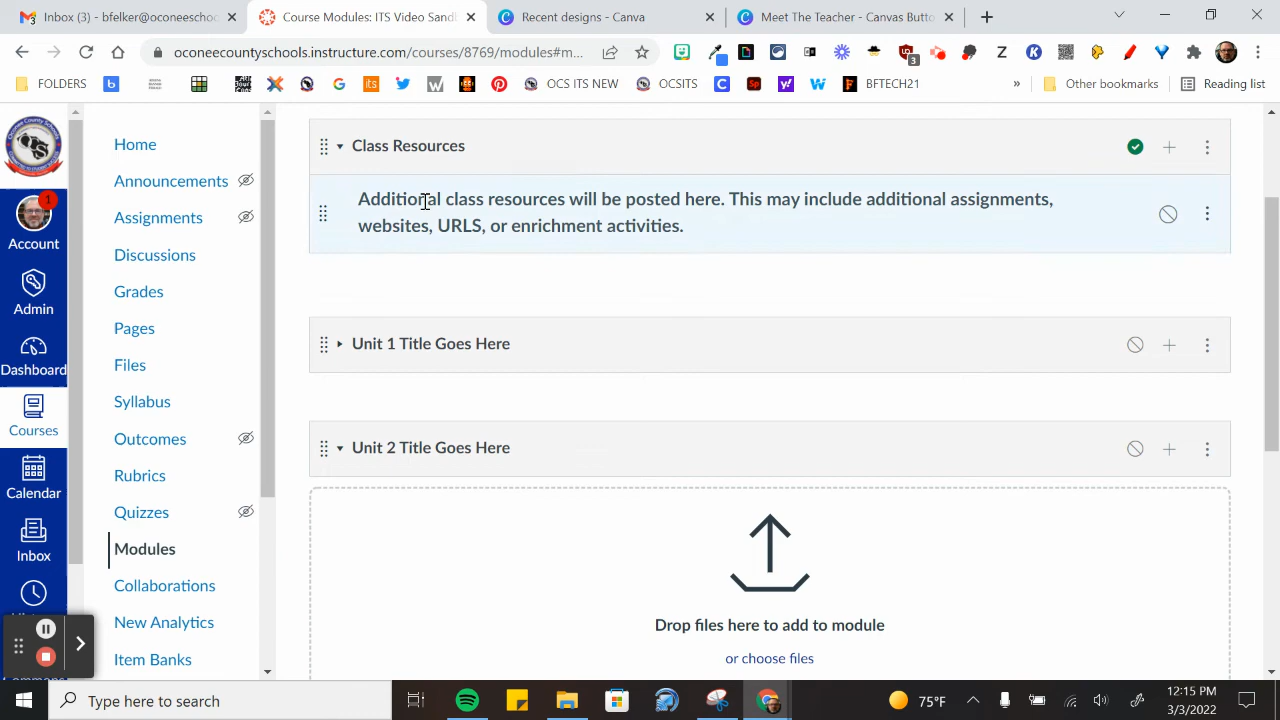 Inbox (3) - bfelker@oconeescho
Course Modules: ITS Video Sand
Recent designs - Canva
Meet The Teacher - Canvas Butto
oconeecountyschools.instructure.com/courses/8769/modules#m...
FOLDERS
OCS ITS NEW
OCSITS
BFTECH21
»
Other bookmarks
Reading list
Account
Admin
Dashboard
Courses
Calendar
Inbox
Home
Announcements
Assignments
Discussions
Grades
Pages
Files
Syllabus
Outcomes
Rubrics
Quizzes
Modules
Collaborations
New Analytics
Item Banks
Class Resources
Additional class resources will be posted here. This may include additional assignments,
websites, URLS, or enrichment activities.
Unit 1 Title Goes Here
Unit 2 Title Goes Here
Drop files here to add to module
or choose files
Type here to search
75°F
12:15 PM
3/3/2022